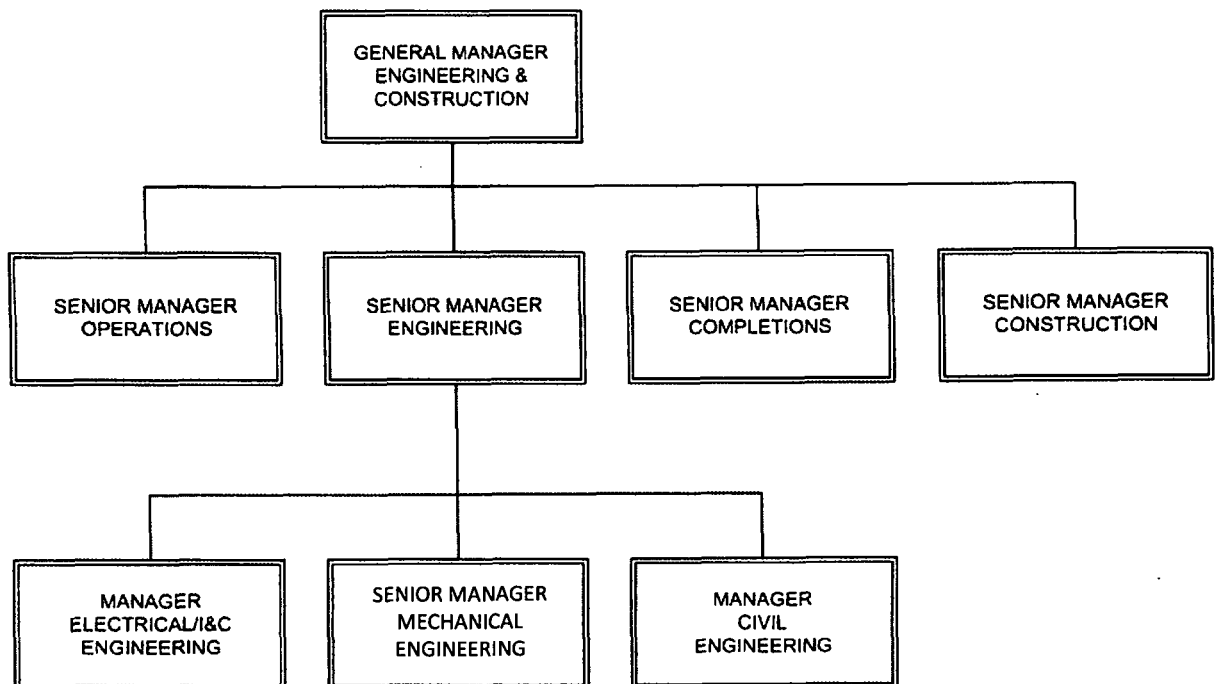 GENERAL MANAGER
ENGINEERING &
CONSTRUCTION
SENIOR MANAGER
OPERATIONS
SENIOR MANAGER
ENGINEERING
SENIOR MANAGER
COMPLETIONS
SENIOR MANAGER
CONSTRUCTION
MANAGER
ELECTRICAL/I&C
ENGINEERING
SENIOR MANAGER
MECHANICAL
ENGINEERING
MANAGER
CIVIL
ENGINEERING